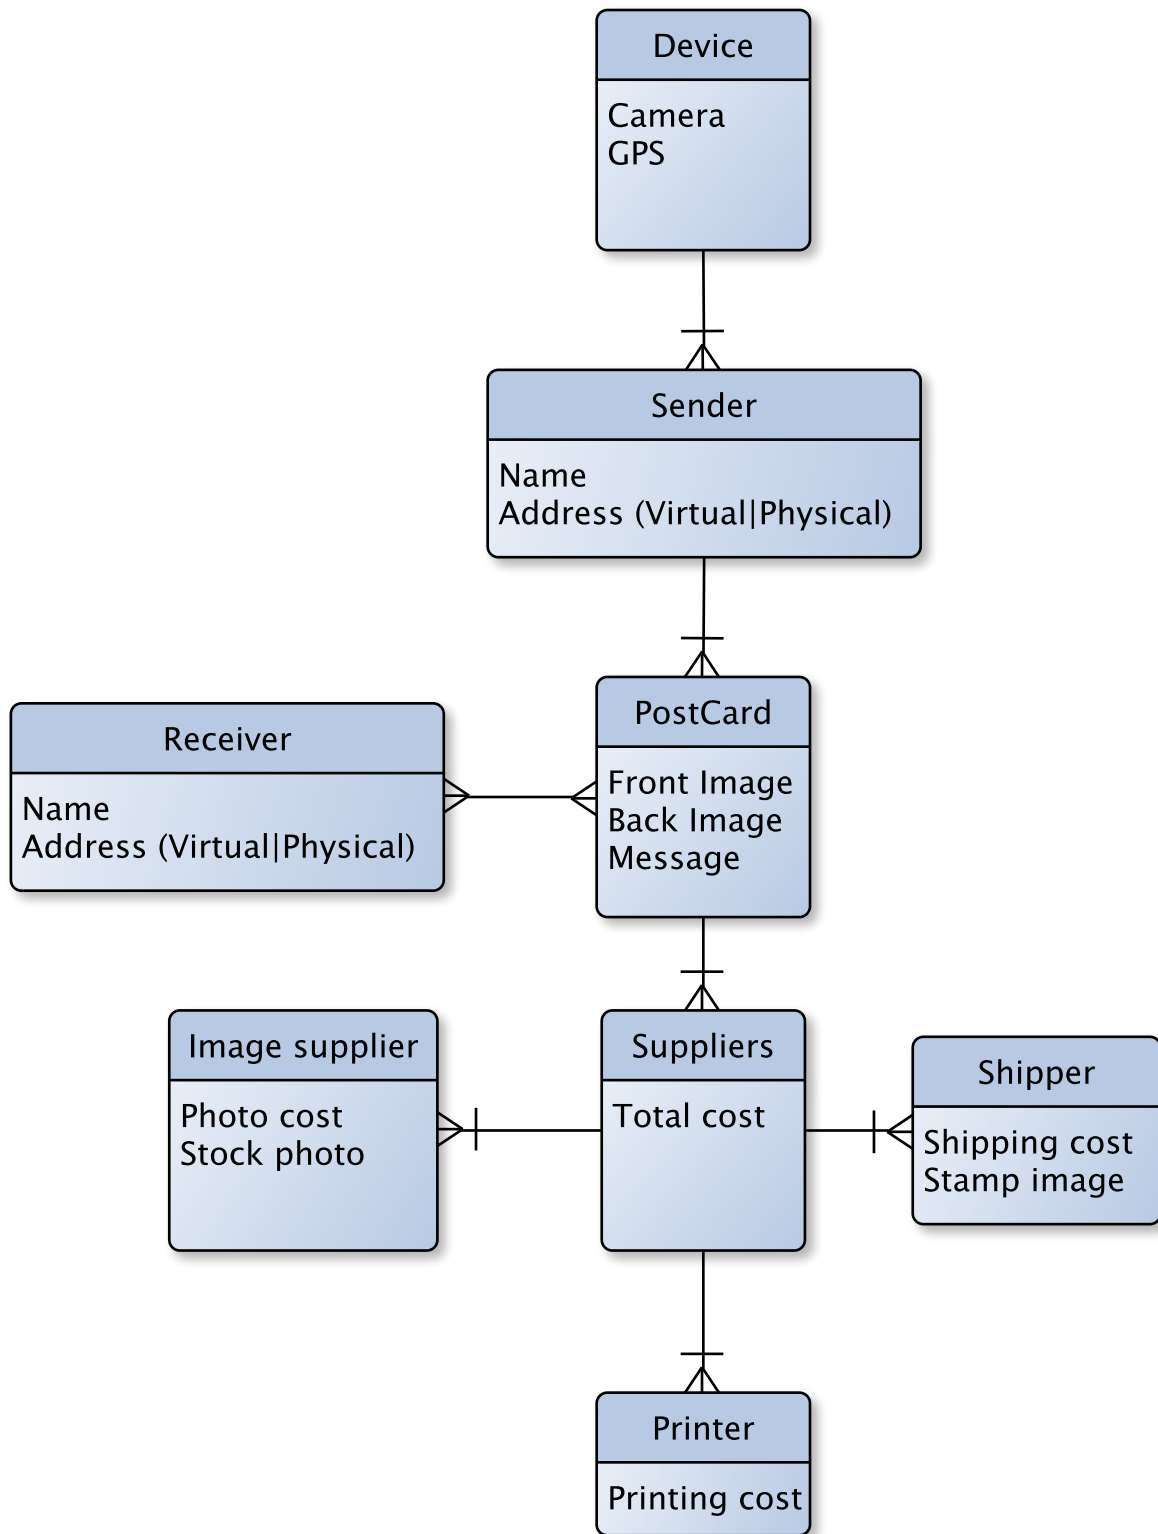 Device
Camera
GPS
Sender
Name
Address (Virtual|Physical)
PostCard
Front Image
Back Image
Message
Receiver
Name
Address (Virtual|Physical)
Image supplier
Photo cost
Stock photo
Suppliers
Total cost
Shipper
Shipping cost
Stamp image
Printer
Printing cost